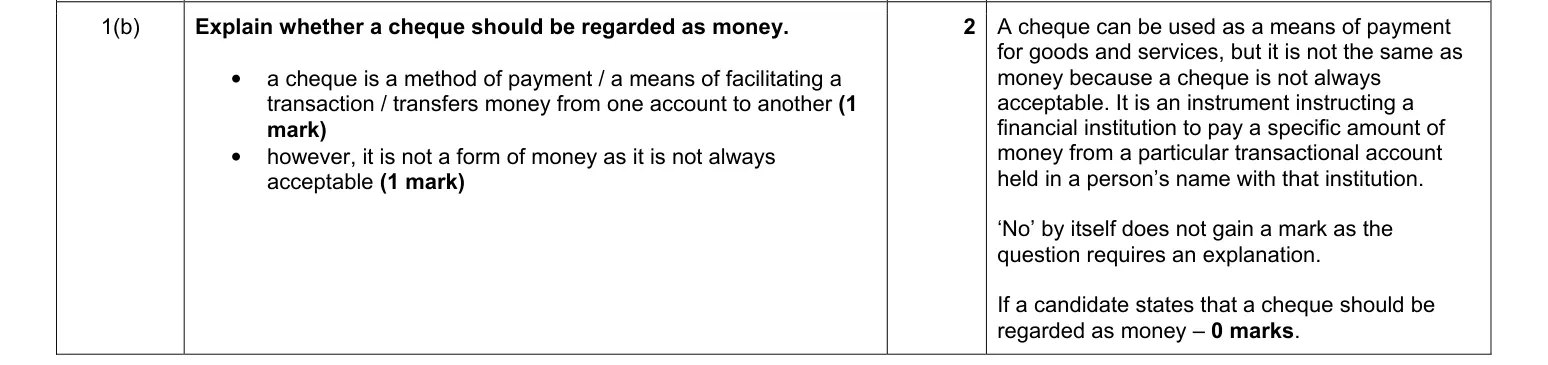 1(b)
Explain whether a cheque should be regarded as money.
• a cheque is a method of payment / a means of facilitating a
transaction / transfers money from one account to another (1
mark)
• however, it is not a form of money as it is not always
acceptable (1 mark)
2
A cheque can be used as a means of payment
for goods and services, but it is not the same as
money because a cheque is not always
acceptable. It is an instrument instructing a
financial institution to pay a specific amount of
money from a particular transactional account
held in a person’s name with that institution.
‘No’ by itself does not gain a mark as the
question requires an explanation.
If a candidate states that a cheque should be
regarded as money – 0 marks.